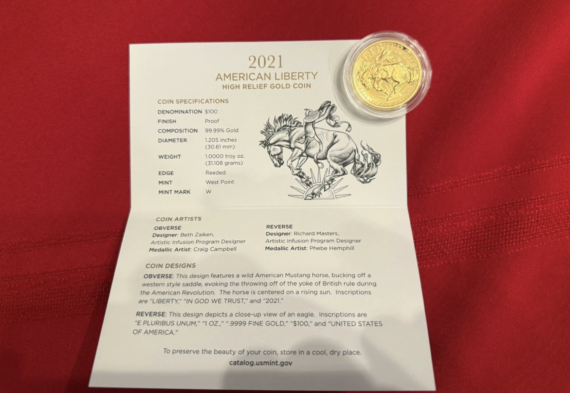 2021
AMERICAN LIBERTY
HIGH RELIEF GOLD COIN
COIN SPECIFICATIONS
DENOMINATION $100
FINISH Proof
COMPOSITION 99.99% Gold
DIAMETER 1.205 inches
(30.61 mm)
WEIGHT 1.0000 troy oz.
(31.108 grams)
EDGE Reeded
MINT West Point
MINT MARK W
COIN ARTISTS
OBVERSE
Designer: Beth Zaiken,
Artistic Infusion Program Designer
Medallic Artist: Craig Campbell
REVERSE
Designer: Richard Masters,
Artistic Infusion Program Designer
Medallic Artist: Phebe Hemphill
COIN DESIGNS
OBVERSE: This design features a wild American Mustang horse, bucking off a
western style saddle, evoking the throwing off of the yoke of British rule during
the American Revolution. The horse is centered on a rising sun. Inscriptions
are "LIBERTY," "IN GOD WE TRUST," and "2021."
REVERSE: This design depicts a close-up view of an eagle. Inscriptions are
"E PLURIBUS UNUM," "1 OZ.," ".9999 FINE GOLD," "$100," and "UNITED STATES
OF AMERICA."
To preserve the beauty of your coin, store in a cool, dry place.
catalog.usmint.gov